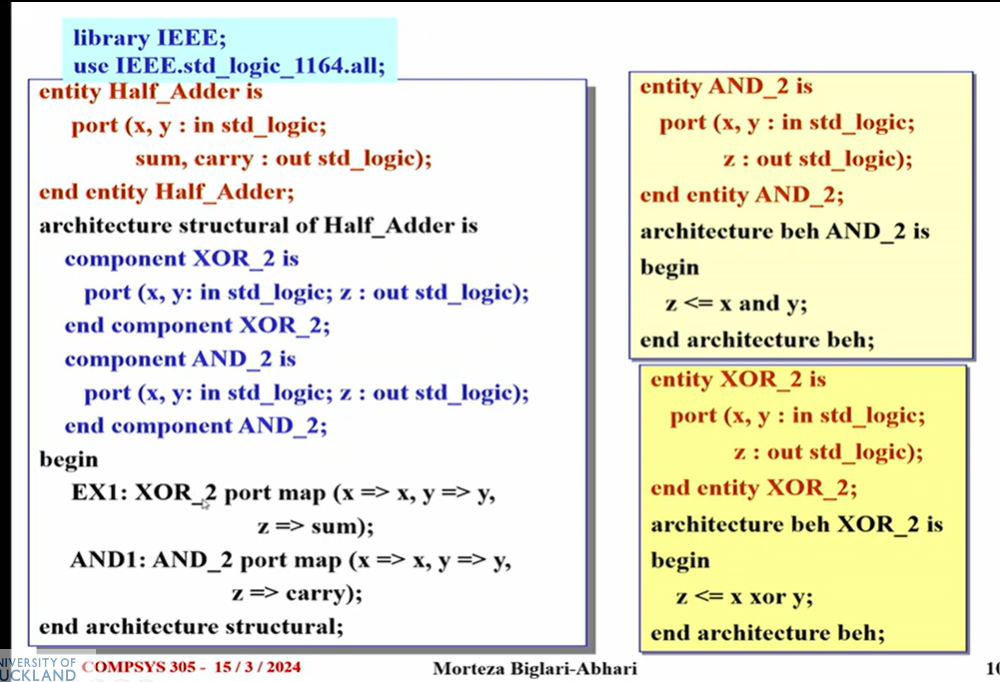 library IEEE;
use IEEE.std_logic_1164.all;
entity Half_Adder is
port (x, y : in std_logic;
sum, carry : out std_logic);
end entity Half_Adder;
architecture structural of Half_Adder is
component XOR_2 is
port (x, y: in std_logic; z : out std_logic);
end component XOR_2;
component AND_2 is
port (x, y: in std_logic; z : out std_logic);
end component AND_2;
begin
EX1: XOR_2 port map (x => x, y => y,
z => sum);
AND1: AND_2 port map (x => x, y => y,
z => carry);
end architecture structural;
entity AND_2 is
port (x, y : in std_logic;
z : out std_logic);
end entity AND_2;
architecture beh AND_2 is
begin
z <= x and y;
end architecture beh;
entity XOR_2 is
port (x, y : in std_logic;
z : out std_logic);
end entity XOR_2;
architecture beh XOR_2 is
begin
z <= x xor y;
end architecture beh;
NIVERSITY OF
UCKLAND
COMPSYS 305 - 15 / 3 / 2024
Morteza Biglari-Abhari